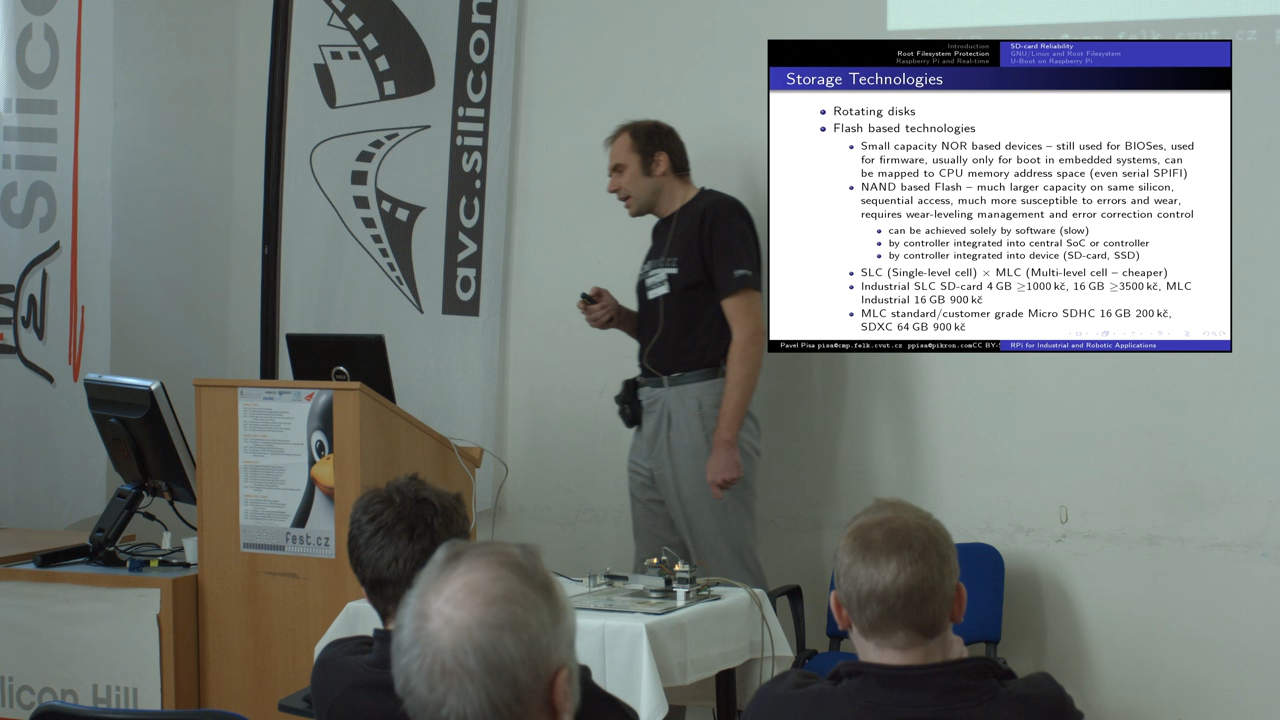 Silicon
avc.silicon
Introduction
Root Filesystem Protection
Raspberry Pi and Real-time
SD-card Reliability
GNU/Linux and Root Filesystem
U-Boot on Raspberry Pi
Storage Technologies
Rotating disks
Flash based technologies
Small capacity NOR based devices – still used for BIOSes, used
for firmware, usually only for boot in embedded systems, can
be mapped to CPU memory address space (even serial SPIFI)
NAND based Flash – much larger capacity on same silicon,
sequential access, much more susceptible to errors and wear,
requires wear-leveling management and error correction control
can be achieved solely by software (slow)
by controller integrated into central SoC or controller
by controller integrated into device (SD-card, SSD)
SLC (Single-level cell) × MLC (Multi-level cell – cheaper)
Industrial SLC SD-card 4 GB ≥1000 kč, 16 GB ≥3500 kč, MLC
Industrial 16 GB 900 kč
MLC standard/customer grade Micro SDHC 16 GB 200 kč,
SDXC 64 GB 900 kč
Pavel Pisa pisa@cmp.felk.cvut.cz ppisa@pikron.com CC BY-S
RPi for Industrial and Robotic Applications
fest.cz
licon Hill